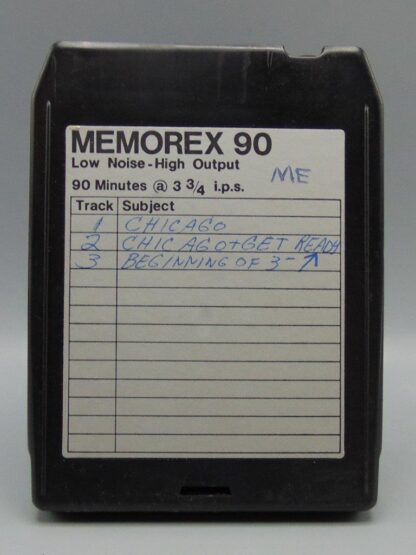 MEMOREX 90
Low Noise-High Output
ME
90 Minutes @ 3 3/4 i.p.s.
Track Subject
1 CHICAGO
2 CHICAGO+GET READY
3 BEGINNING OF 3- ↑